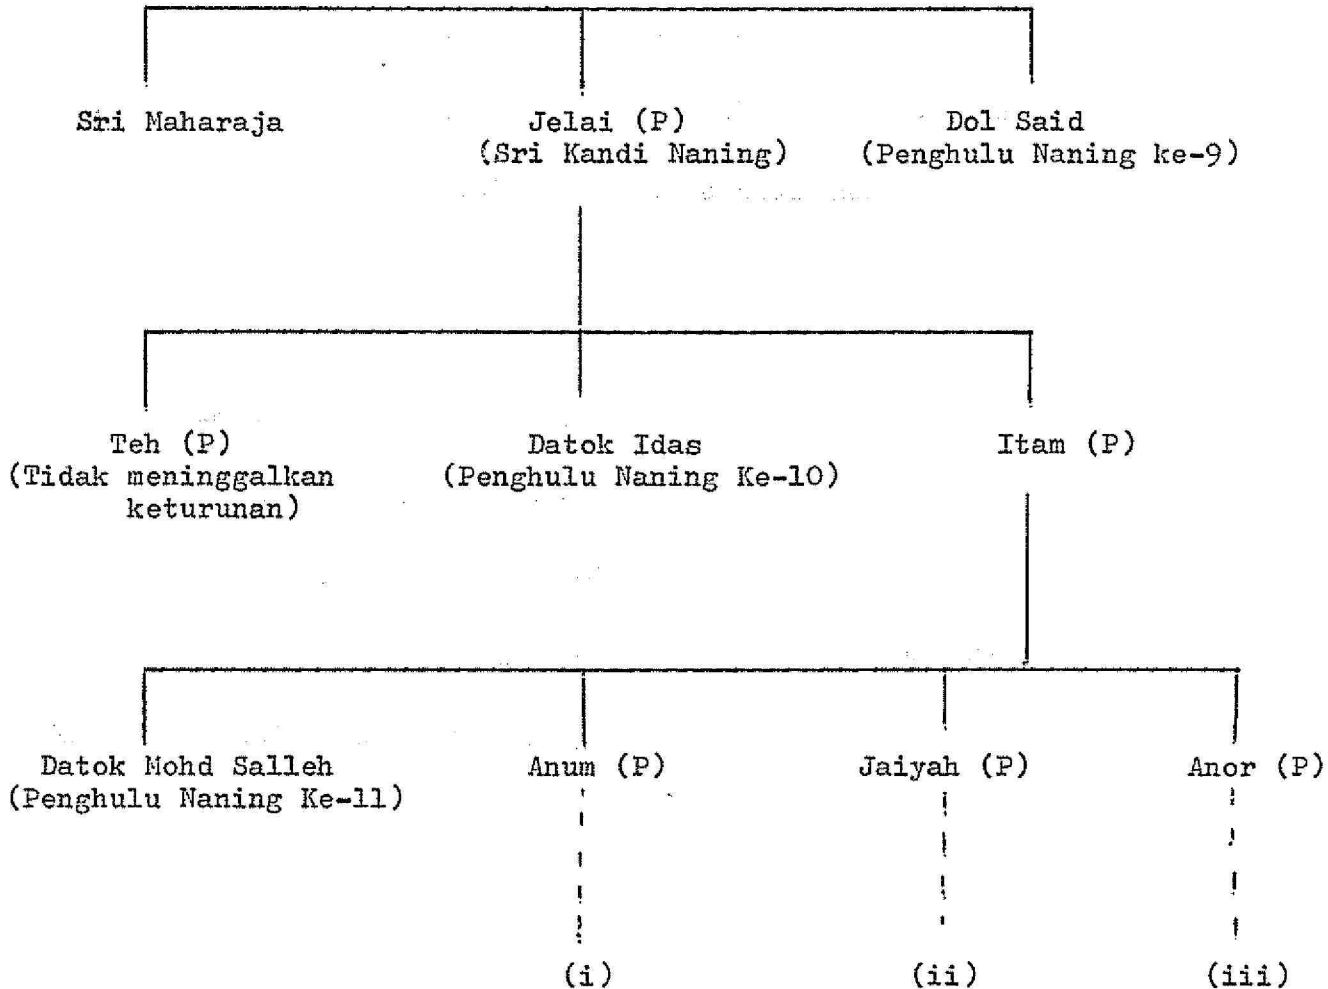 Sri Maharaja
Jelai (P)
(Sri Kandi Naning)
Dol Said
(Penghulu Naning ke-9)
Teh (P)
(Tidak meninggalkan
keturunan)
Datok Idas
(Penghulu Naning Ke-10)
Itam (P)
Datok Mohd Salleh
(Penghulu Naning Ke-11)
Anum (P)
Jaiyah (P)
Anor (P)
(i)
(ii)
(iii)